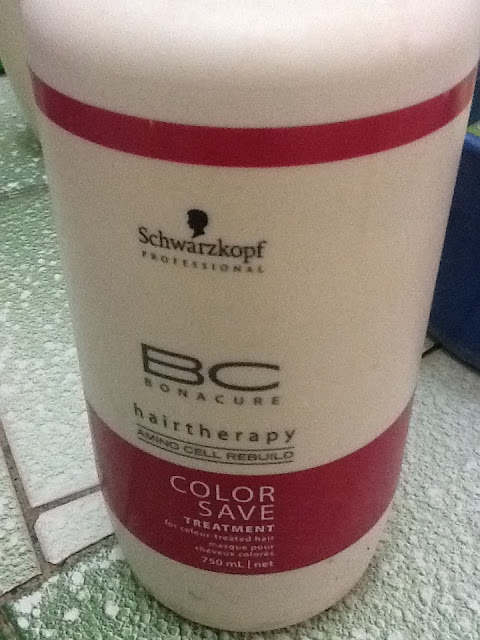 Schwarzkopf
PROFESSIONAL
BC
BONACURE
hairtherapy
AMINO CELL REBUILD
COLOR
SAVE
TREATMENT
for colour-treated hair
masque pour
cheveux colorés
750 mL | net